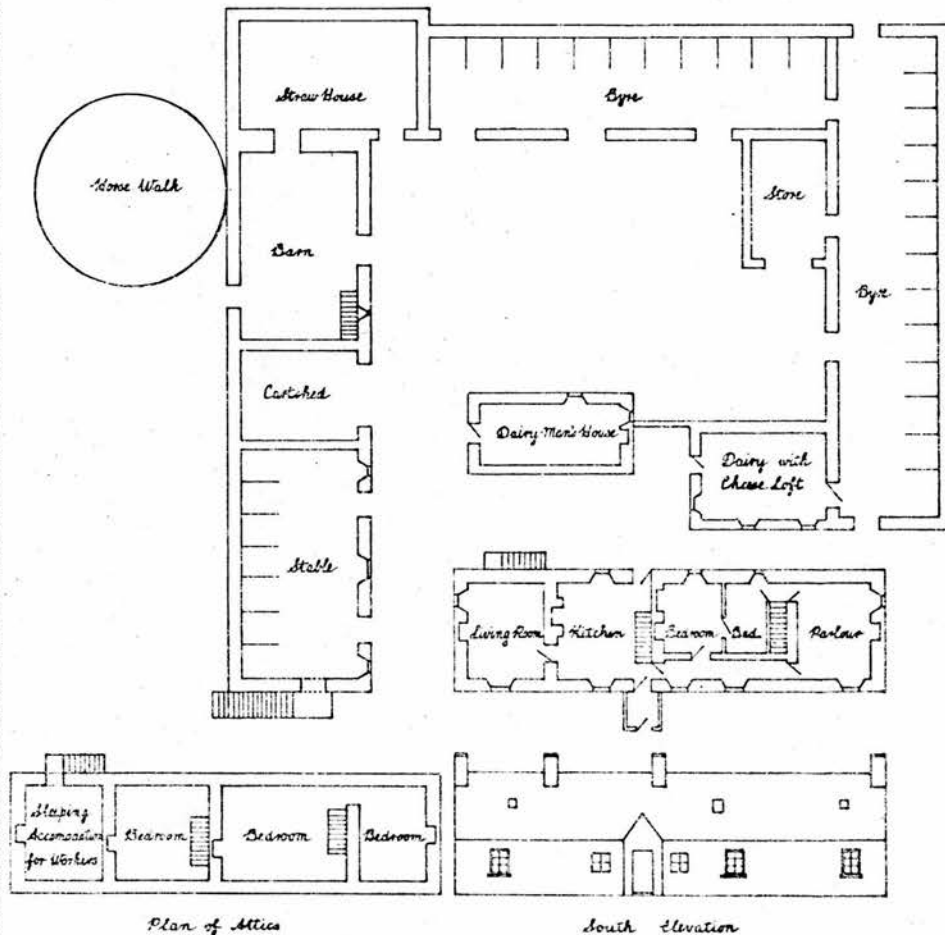 Straw House
Byre
Horse Walk
Store
Barn
Byre
Cartshed
Dairy-Men's House
Dairy with
Cheese Loft
Stable
Living Room
Kitchen
Bedroom
Bed
Parlour
Sleeping
Accomodation
for Workers
Bedroom
Bedroom
Bedroom
Plan of Attics
South Elevation